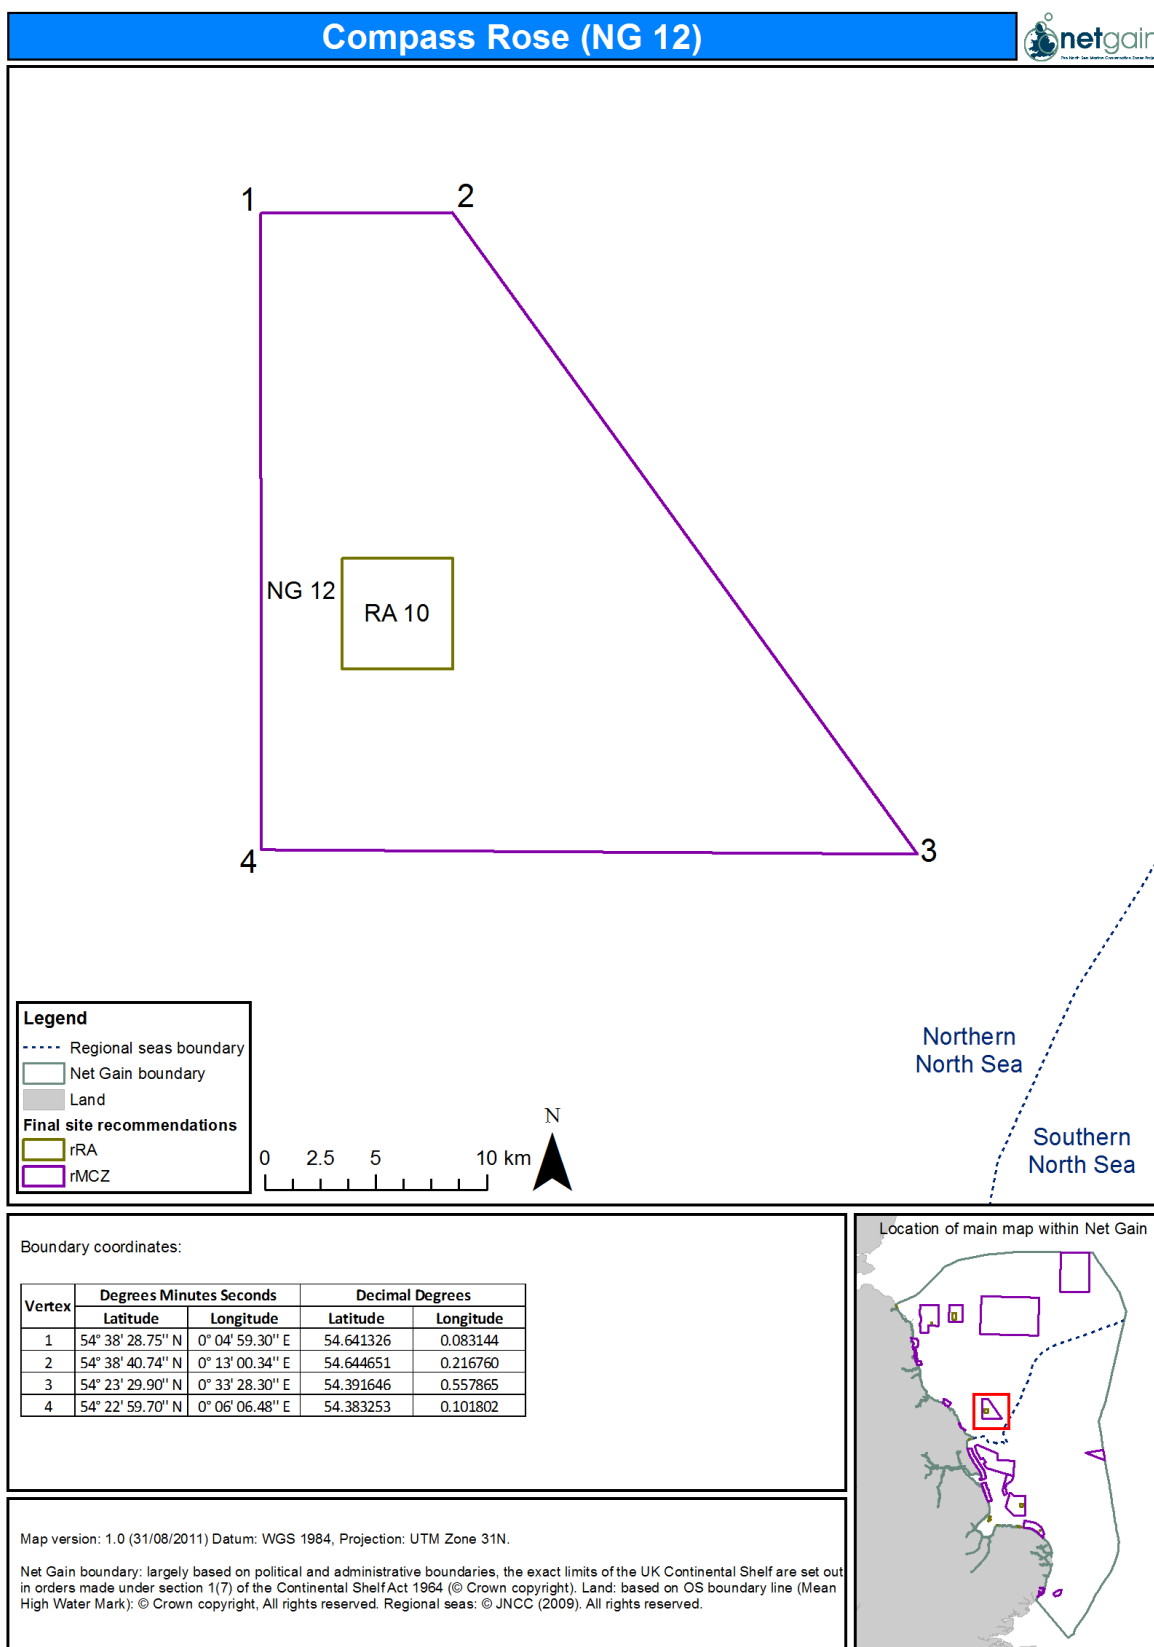 Compass Rose (NG 12)
netgain
The North Sea Marine Conservation Zones Project
1
2
NG 12
RA 10
4
3
Northern
North Sea
Southern
North Sea
Legend
Regional seas boundary
Net Gain boundary
Land
Final site recommendations
rRA
rMCZ
0 2.5 5 10 km
N
Boundary coordinates:
Vertex Degrees Minutes Seconds Decimal Degrees
Latitude Longitude Latitude Longitude
1 54° 38' 28.75'' N 0° 04' 59.30'' E 54.641326 0.083144
2 54° 38' 40.74'' N 0° 13' 00.34'' E 54.644651 0.216760
3 54° 23' 29.90'' N 0° 33' 28.30'' E 54.391646 0.557865
4 54° 22' 59.70'' N 0° 06' 06.48'' E 54.383253 0.101802
Location of main map within Net Gain
Map version: 1.0 (31/08/2011) Datum: WGS 1984, Projection: UTM Zone 31N.
Net Gain boundary: largely based on political and administrative boundaries, the exact limits of the UK Continental Shelf are set out
in orders made under section 1(7) of the Continental Shelf Act 1964 (© Crown copyright). Land: based on OS boundary line (Mean
High Water Mark): © Crown copyright, All rights reserved. Regional seas: © JNCC (2009). All rights reserved.